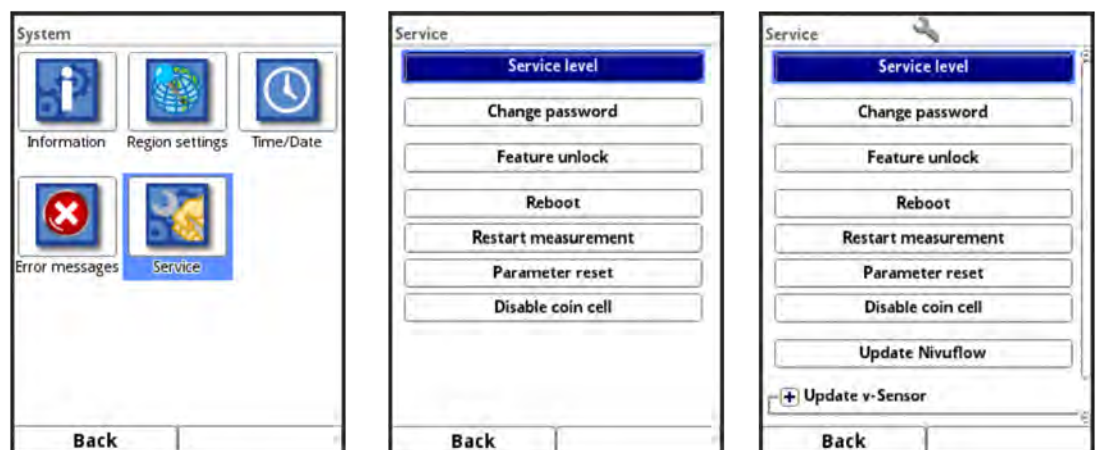 System
Information
Region settings
Time/Date
Error messages
Service
Back
Service
Service level
Change password
Feature unlock
Reboot
Restart measurement
Parameter reset
Disable coin cell
Back
Service
Service level
Change password
Feature unlock
Reboot
Restart measurement
Parameter reset
Disable coin cell
Update Nivuflow
Update v-Sensor
Back